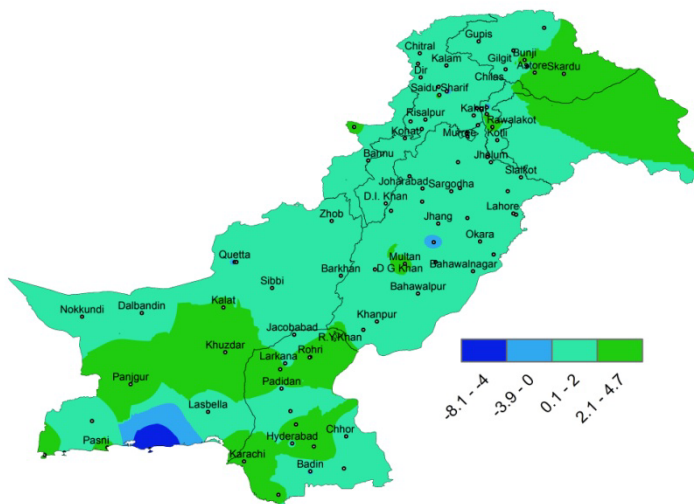 Gupis
Chitral
Bunji
Kalam
Gilgit
Astore
Skardu
Dir
Chilas
Saidu Sharif
Risalpur
Rawalakot
Kohat
Murree
Kotli
Bannu
Jhelum
Sialkot
Joharabad
Sargogha
D.I. Khan
Lahore
Zhob
Jhang
Okara
Quetta
Multan
Barkhan
D G Khan
Bahawalnagar
Sibbi
Bahawalpur
Nokkundi
Dalbandin
Kalat
Khanpur
Jacobabad
R.Y.Khan
Khuzdar
Larkana
Rohri
Panjgur
Padidan
Lasbella
Pasni
Hyderabad
Chhor
Karachi
Badin
-8.1 - -4
-3.9 - 0
0.1 - 2
2.1 - 4.7